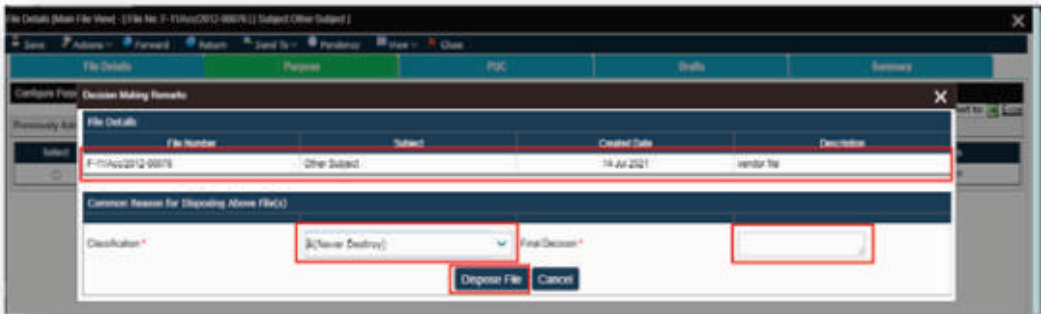 File Details [Main File View] - [ File No: F-11/Acc/2012-00076 ] [ Subject:Other Subject ]
Save Actions Forward Return Send To Pendency View Close
File Details Purpose PUC Drafts Summary
Decision Making Remarks
File Details
File Number Subject Created Date Description
F-11/Acc/2012-00076 Other Subject 14 Jul 2021 vendor file
Select
Common Reason for Disposing Above File(s)
Classification * A(Never Destroy) Final Decision *
Dispose File Cancel